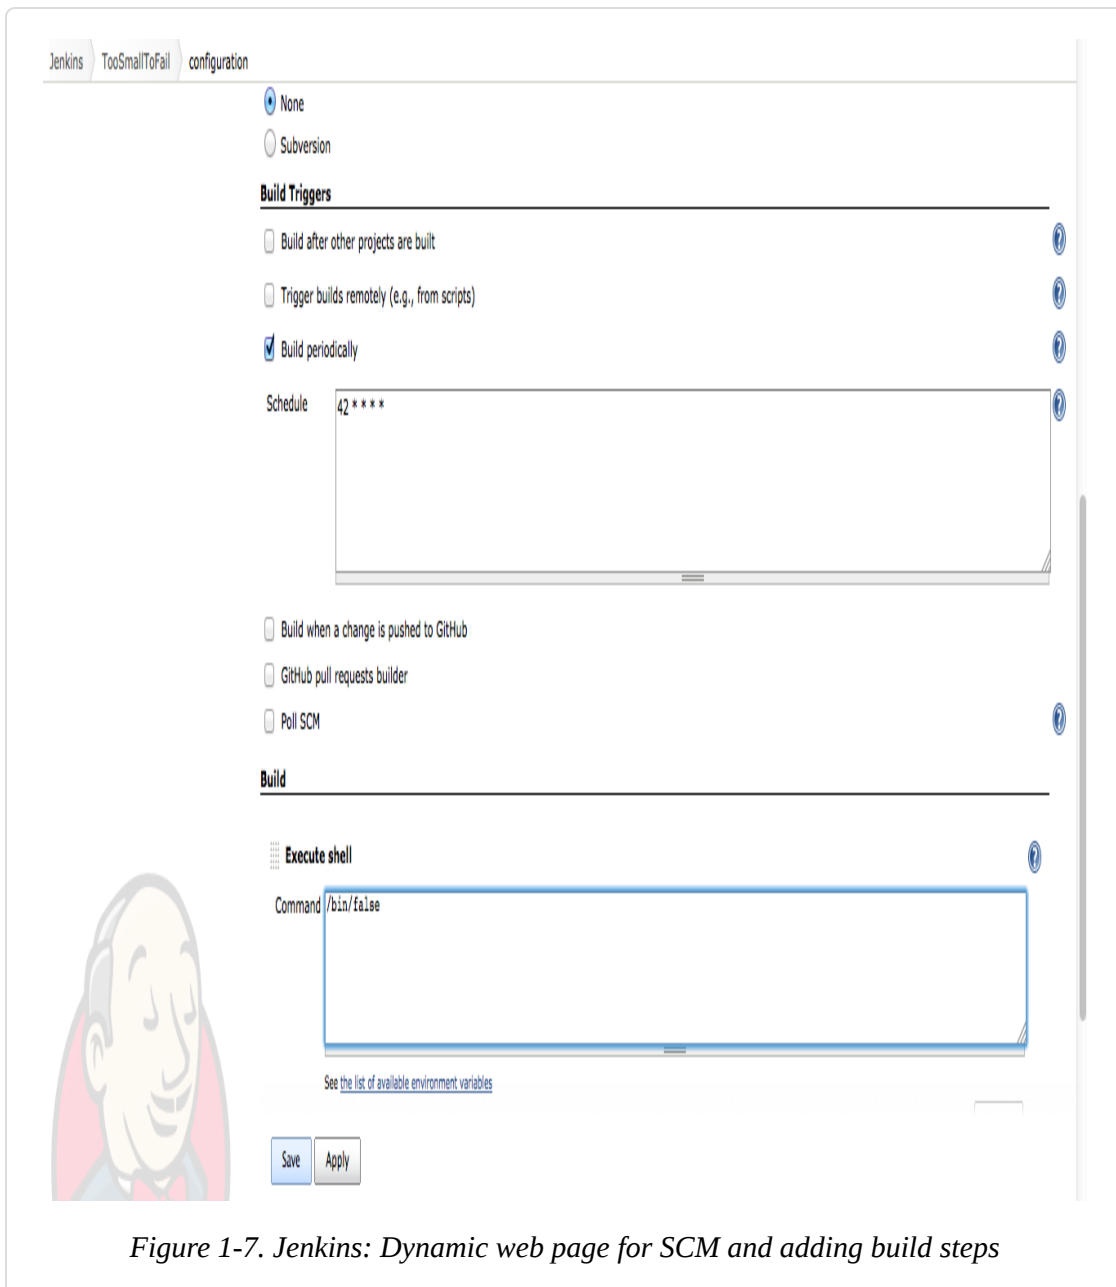 Jenkins TooSmallToFail configuration
None
Subversion
Build Triggers
Build after other projects are built
Trigger builds remotely (e.g., from scripts)
Build periodically
Schedule 42 * * * *
Build when a change is pushed to GitHub
GitHub pull requests builder
Poll SCM
Build
Execute shell
Command /bin/false
See the list of available environment variables
Save Apply
Figure 1-7. Jenkins: Dynamic web page for SCM and adding build steps